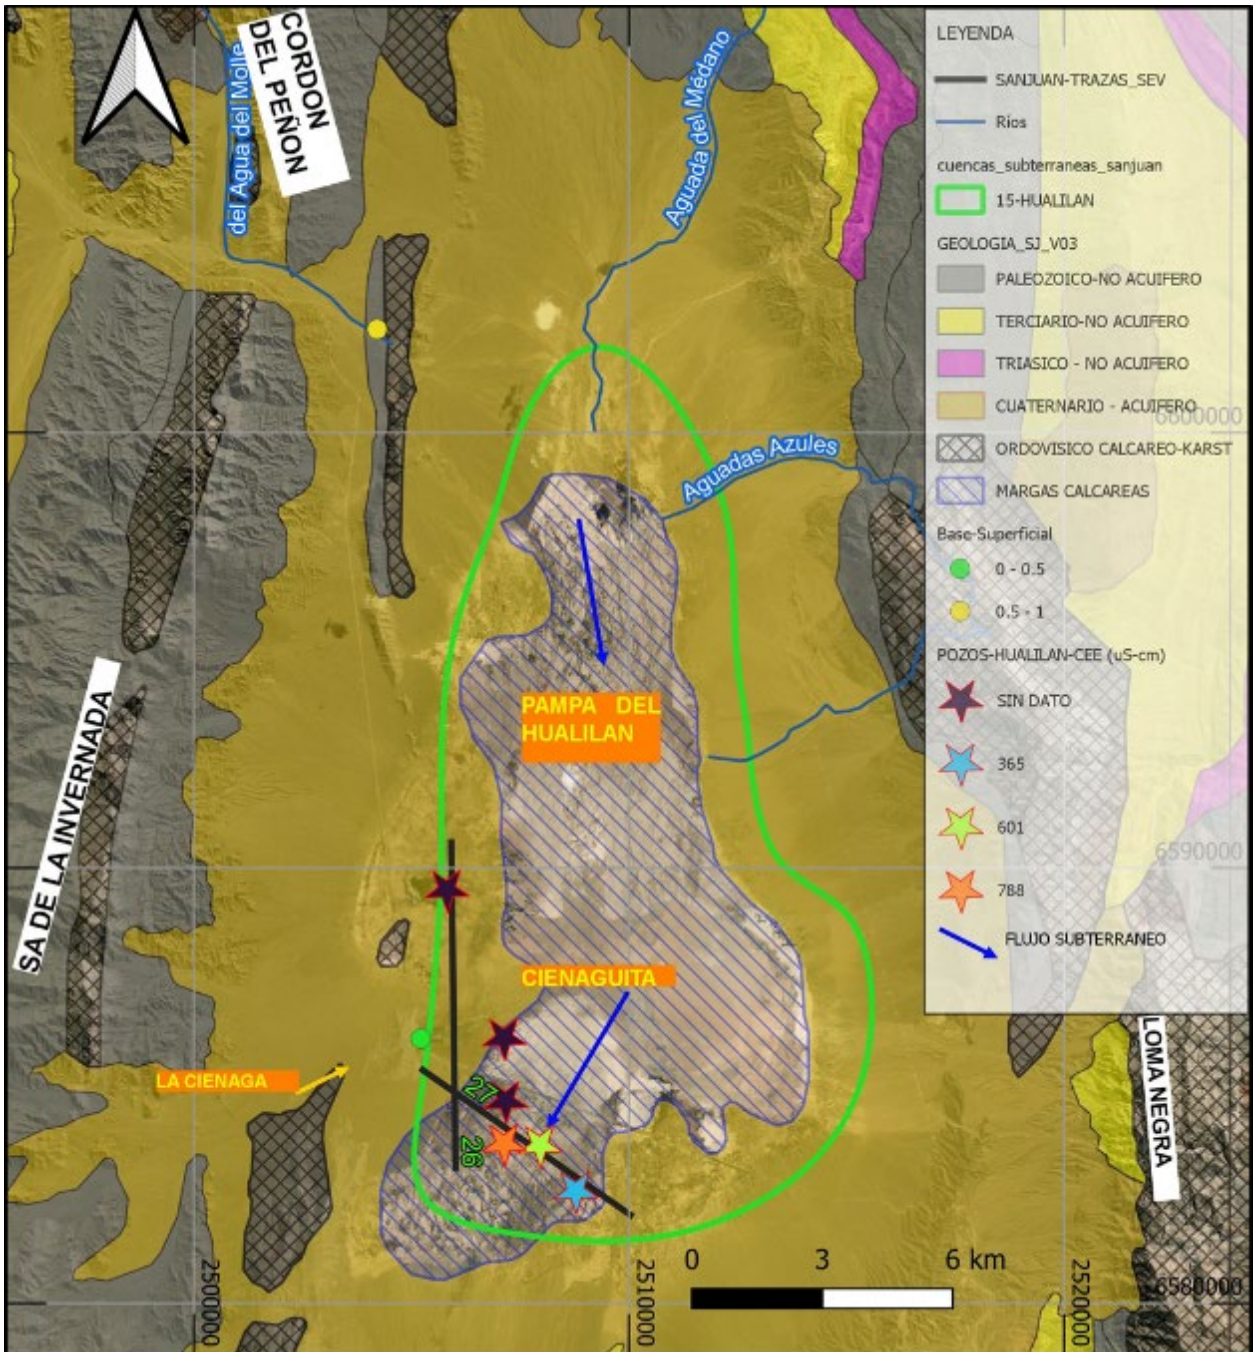 CORDON
DEL PEÑON
del Agua del Molle
Aguada del Médano
Aguadas Azules
PAMPA DEL
HUALILAN
SA DE LA INVERNADA
CIENAGUITA
LA CIENAGA
27
26
LOMA NEGRA
0 3 6 km
2500000
2510000
2520000
6600000
6590000
6580000
LEYENDA
SANJUAN-TRAZAS_SEV
Ríos
cuencas_subterraneas_sanjuan
15-HUALILAN
GEOLOGIA_SJ_V03
PALEOZOICO-NO ACUIFERO
TERCIARIO-NO ACUIFERO
TRIASICO - NO ACUIFERO
CUATERNARIO - ACUIFERO
ORDOVISICO CALCAREO-KARST
MARGAS CALCAREAS
Base-Superficial
0 - 0.5
0.5 - 1
POZOS-HUALILAN-CEE (uS-cm)
SIN DATO
365
601
788
FLUJO SUBTERRANEO